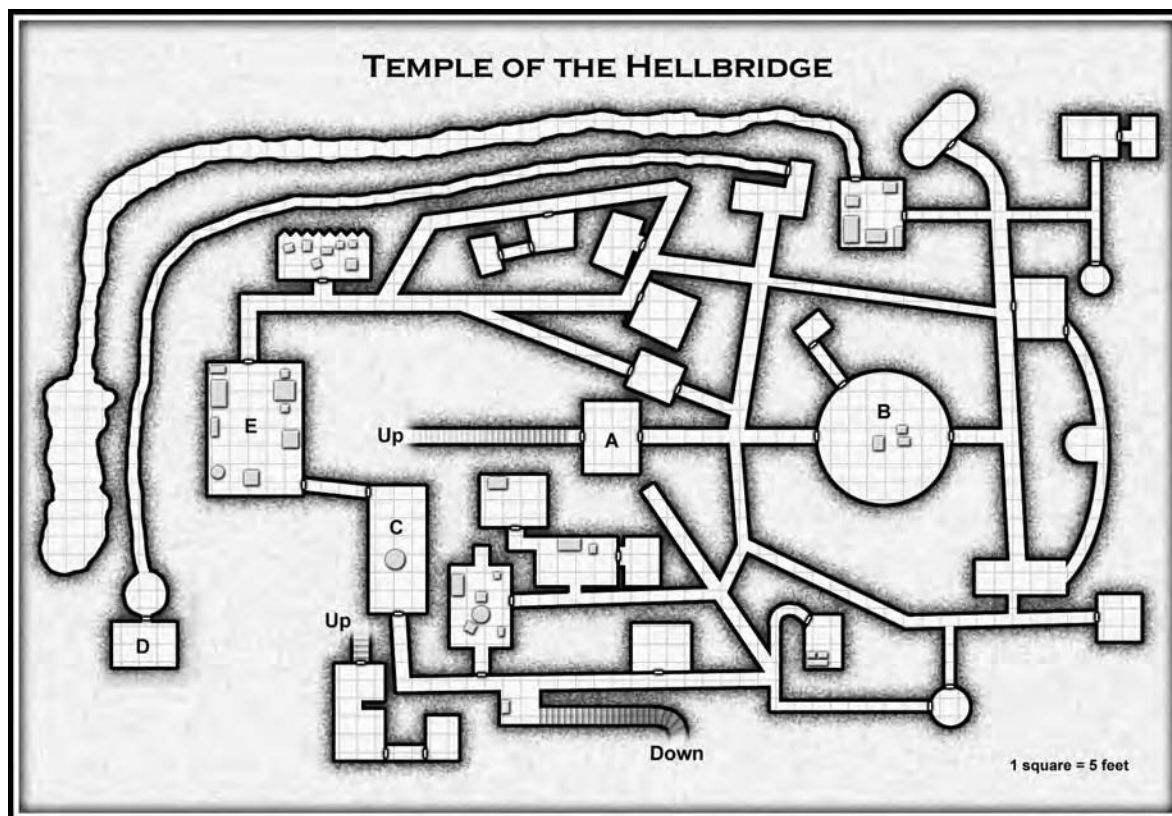 TEMPLE OF THE HELLBRIDGE
B
Up
A
E
C
Up
D
Down
1 square = 5 feet